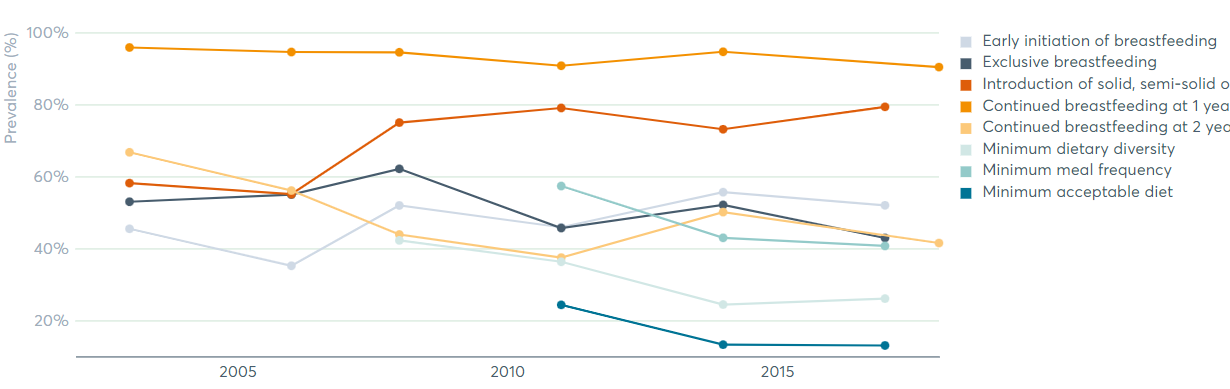 Prevalence (%)
100%
80%
60%
40%
20%
2005
2010
2015
Early initiation of breastfeeding
Exclusive breastfeeding
Introduction of solid, semi-solid o
Continued breastfeeding at 1 yea
Continued breastfeeding at 2 yea
Minimum dietary diversity
Minimum meal frequency
Minimum acceptable diet